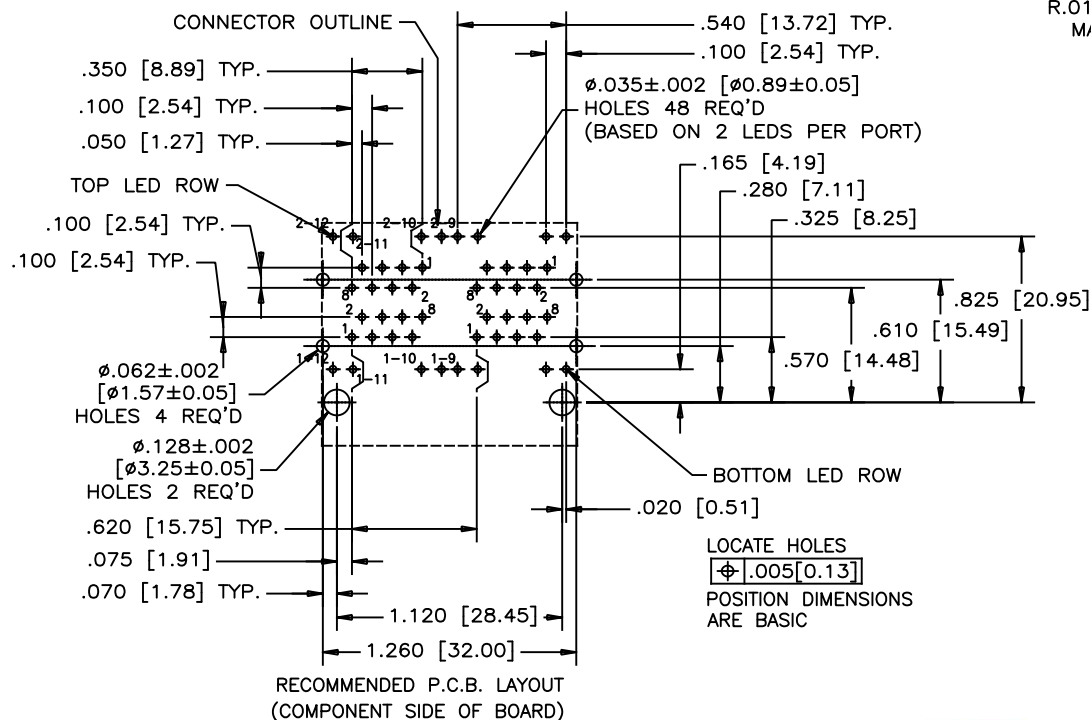 R.01
MA
CONNECTOR OUTLINE
.540 [13.72] TYP.
.100 [2.54] TYP.
.350 [8.89] TYP.
.100 [2.54] TYP.
.050 [1.27] TYP.
ø.035±.002 [ø0.89±0.05]
HOLES 48 REQ'D
(BASED ON 2 LEDS PER PORT)
.165 [4.19]
.280 [7.11]
.325 [8.25]
TOP LED ROW
.100 [2.54] TYP.
.100 [2.54] TYP.
2-12
2-11
2-10
2-9
1
1
8
2
8
2
2
8
2
8
1
1
1-12
1-11
1-10
1-9
.825 [20.95]
.610 [15.49]
.570 [14.48]
ø.062±.002
[ø1.57±0.05]
HOLES 4 REQ'D
ø.128±.002
[ø3.25±0.05]
HOLES 2 REQ'D
BOTTOM LED ROW
.020 [0.51]
.620 [15.75] TYP.
.075 [1.91]
.070 [1.78] TYP.
1.120 [28.45]
1.260 [32.00]
LOCATE HOLES
⌖ .005[0.13]
POSITION DIMENSIONS
ARE BASIC
RECOMMENDED P.C.B. LAYOUT
(COMPONENT SIDE OF BOARD)